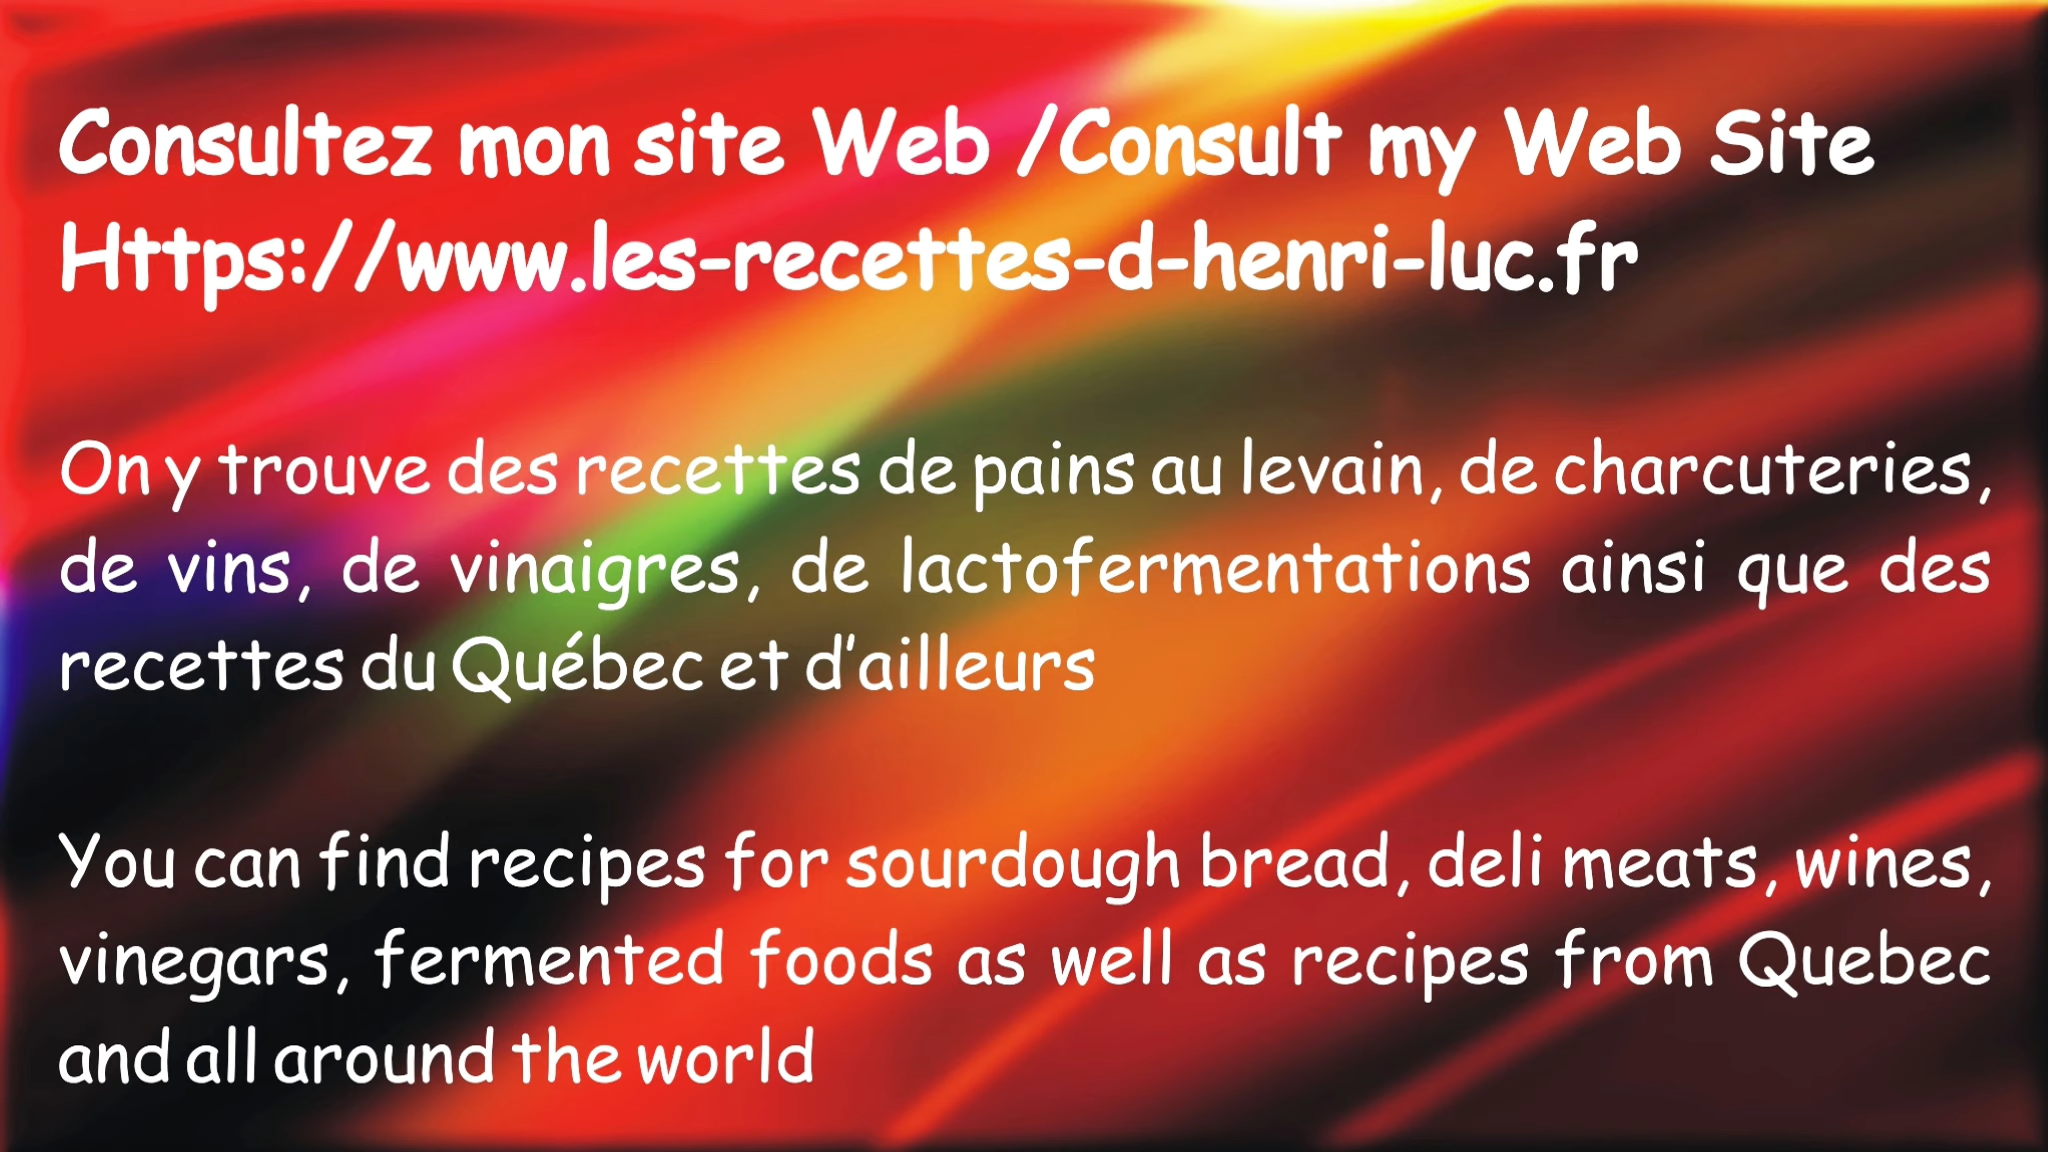 Consultez mon site Web /Consult my Web Site
Https://www.les-recettes-d-henri-luc.fr
On y trouve des recettes de pains au levain, de charcuteries,
de vins, de vinaigres, de lactofermentations ainsi que des
recettes du Québec et d'ailleurs
You can find recipes for sourdough bread, deli meats, wines,
vinegars, fermented foods as well as recipes from Quebec
and all around the world